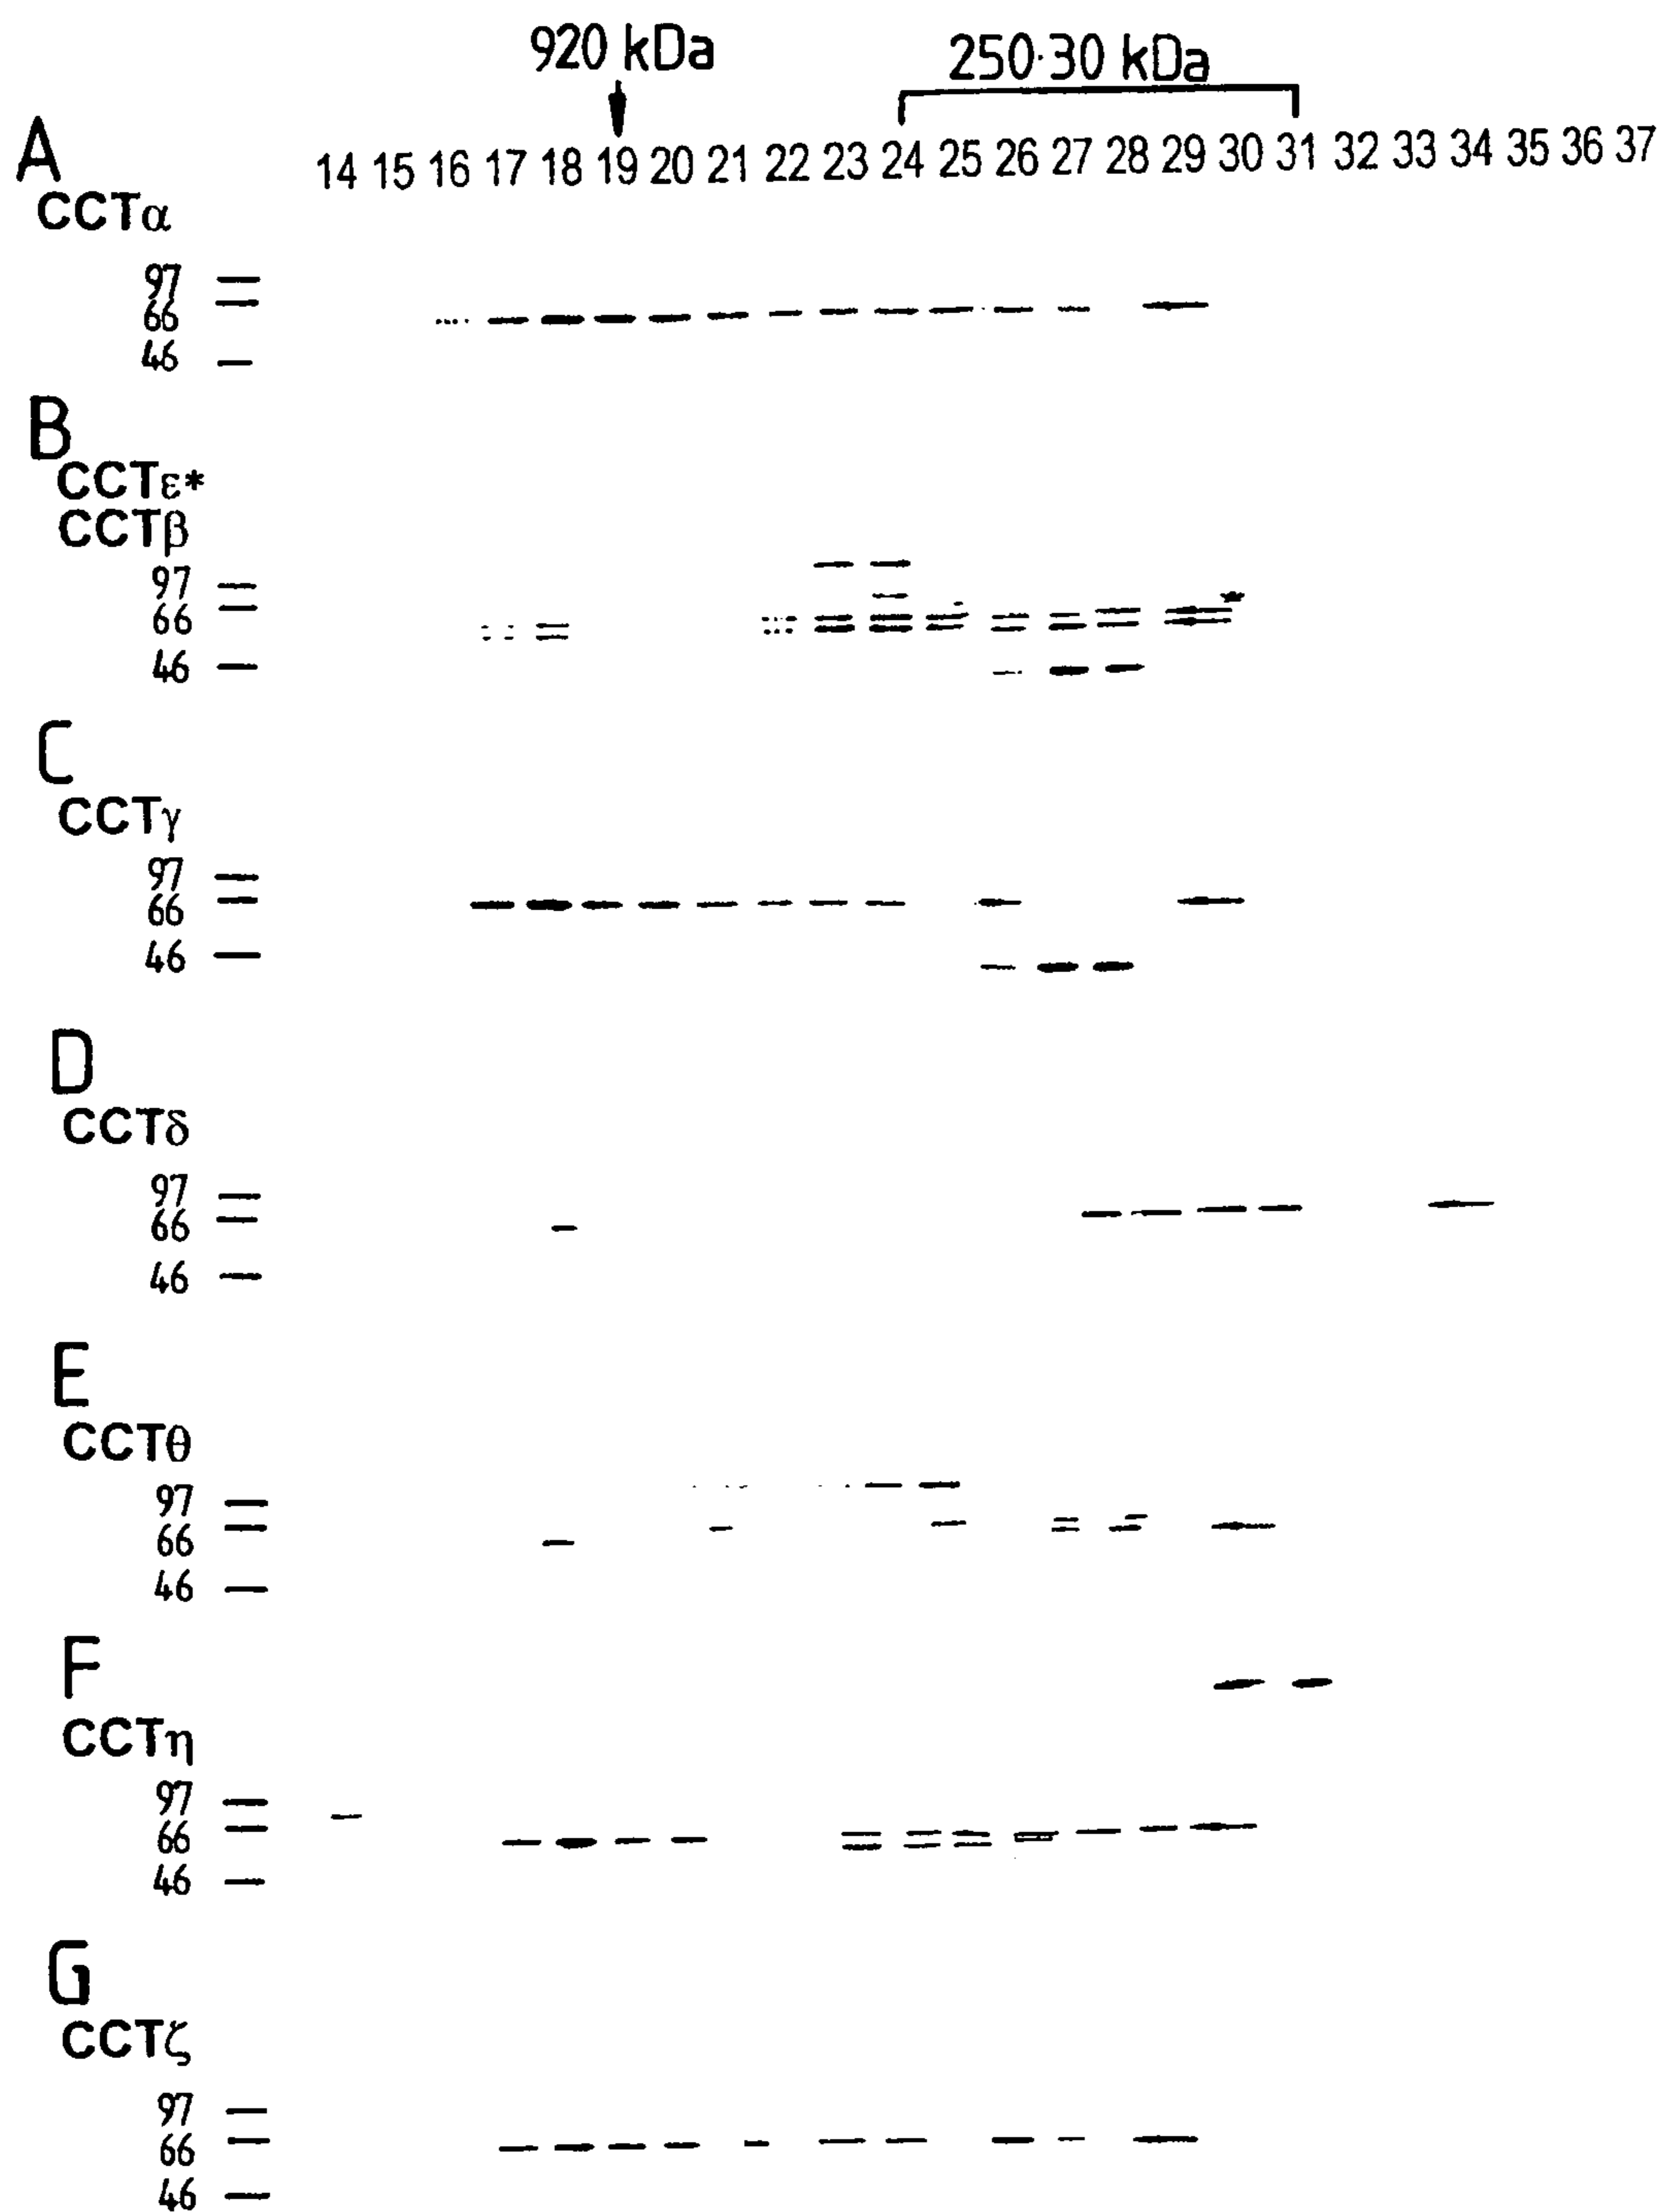 920 kDa
250·30 kDa
A
14 15 16 17 18 19 20 21 22 23 24 25 26 27 28 29 30 31 32 33 34 35 36 37
CCTα
97
66
46
B
CCTε*
CCTβ
97
66
46
C
CCTγ
97
66
46
D
CCTδ
97
66
46
E
CCTθ
97
66
46
F
CCTη
97
66
46
G
CCTζ
97
66
46